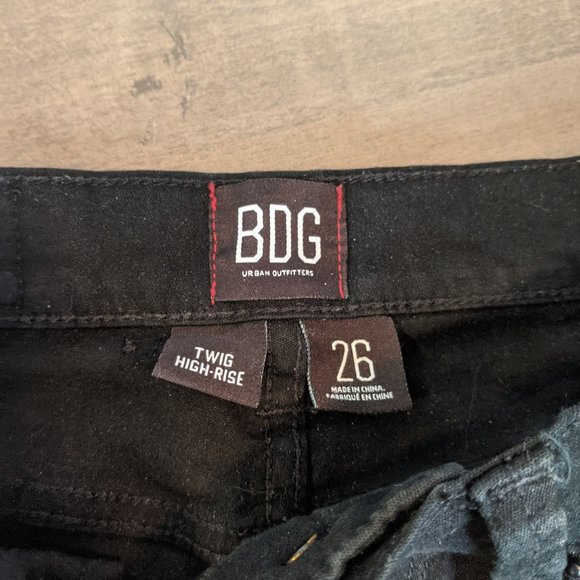 BDG
URBAN OUTFITTERS
TWIG
HIGH-RISE
26
MADE IN CHINA.
FABRIQUÉ EN CHINE